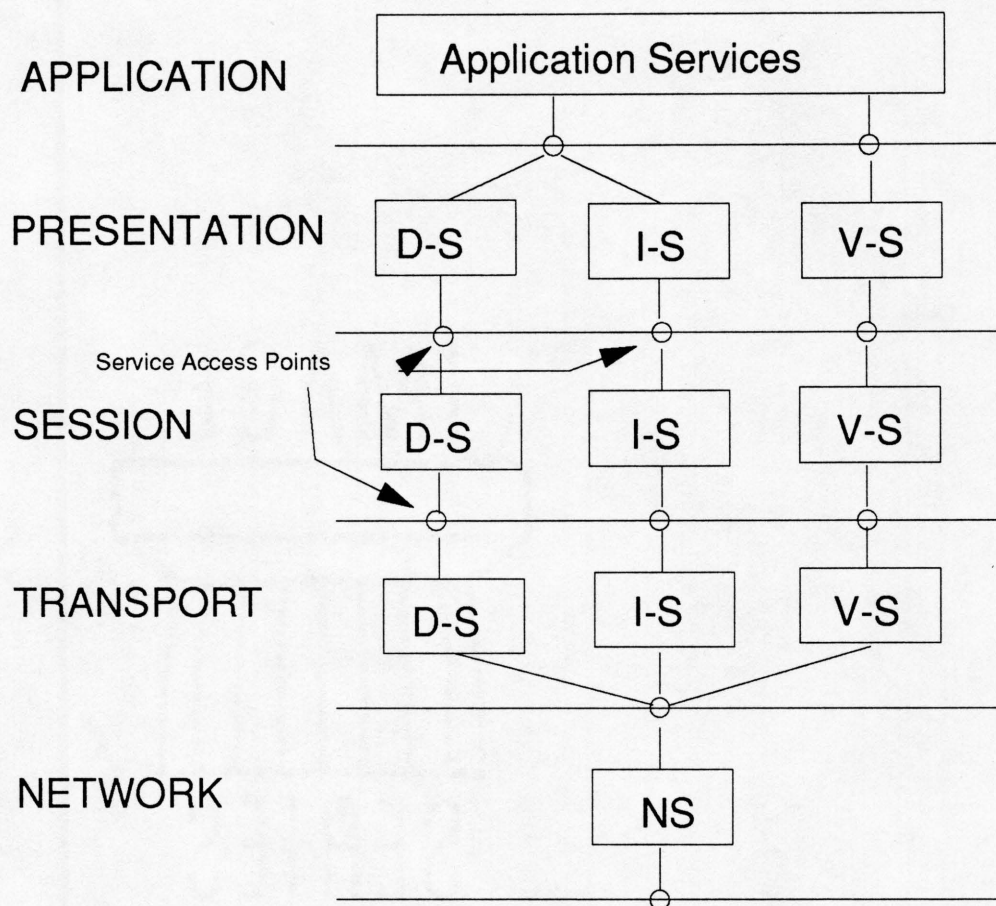 APPLICATION
Application Services
PRESENTATION
D-S
I-S
V-S
Service Access Points
SESSION
D-S
I-S
V-S
TRANSPORT
D-S
I-S
V-S
NETWORK
NS